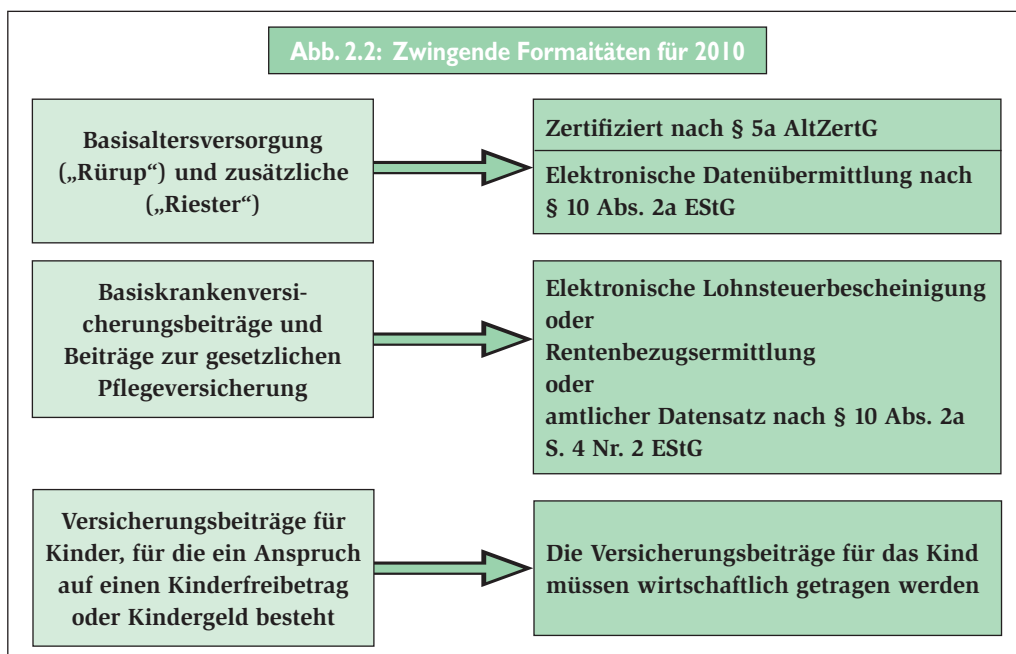 Abb. 2.2: Zwingende Formaitäten für 2010
Basisaltersversorgung
(„Rürup“) und zusätzliche
(„Riester“)
Zertifiziert nach § 5a AltZertG
Elektronische Datenübermittlung nach
§ 10 Abs. 2a EStG
Basiskrankenversi-
cherungsbeiträge und
Beiträge zur gesetzlichen
Pflegeversicherung
Elektronische Lohnsteuerbescheinigung
oder
Rentenbezugsermittlung
oder
amtlicher Datensatz nach § 10 Abs. 2a
S. 4 Nr. 2 EStG
Versicherungsbeiträge für
Kinder, für die ein Anspruch
auf einen Kinderfreibetrag
oder Kindergeld besteht
Die Versicherungsbeiträge für das Kind
müssen wirtschaftlich getragen werden